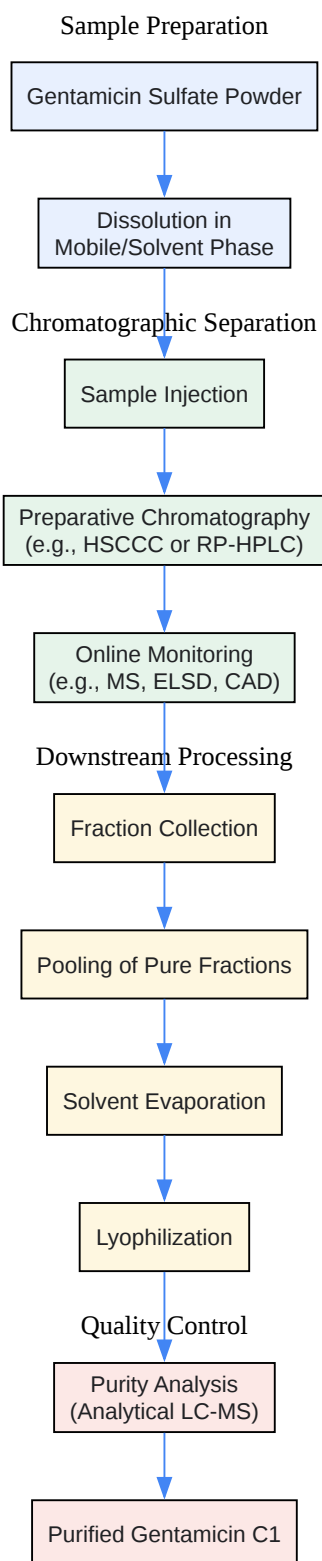 Sample Preparation
Gentamicin Sulfate Powder
Dissolution in
Mobile/Solvent Phase
Chromatographic Separation
Sample Injection
Preparative Chromatography
(e.g., HSCCC or RP-HPLC)
Online Monitoring
(e.g., MS, ELSD, CAD)
Downstream Processing
Fraction Collection
Pooling of Pure Fractions
Solvent Evaporation
Lyophilization
Quality Control
Purity Analysis
(Analytical LC-MS)
Purified Gentamicin C1